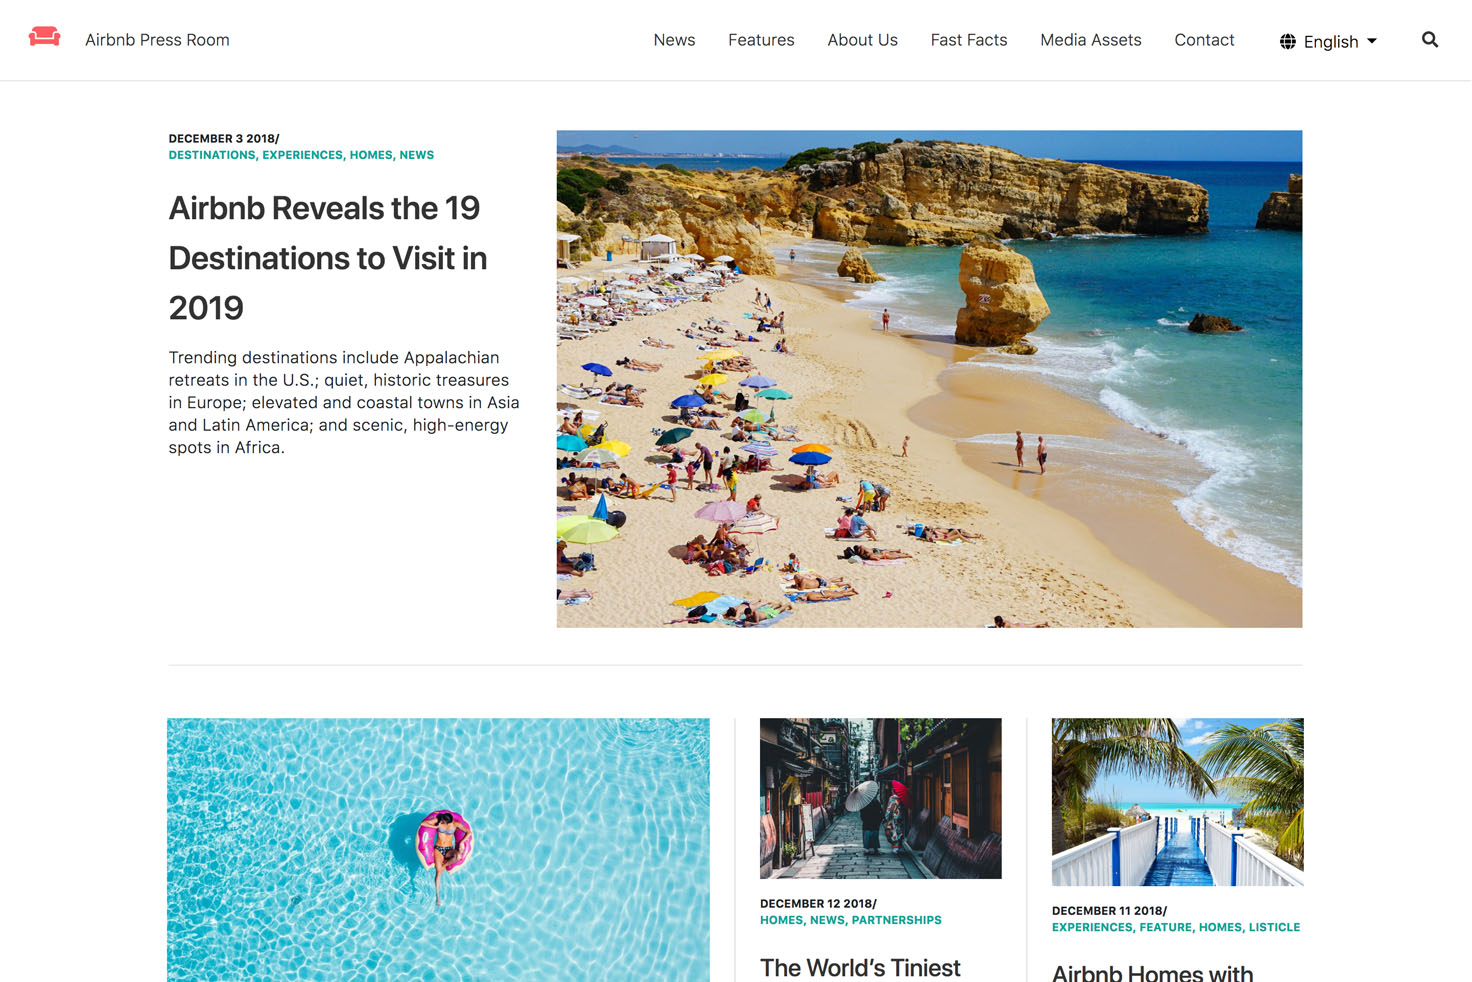 Airbnb Press Room
News
Features
About Us
Fast Facts
Media Assets
Contact
English
DECEMBER 3 2018/
DESTINATIONS, EXPERIENCES, HOMES, NEWS
Airbnb Reveals the 19
Destinations to Visit in
2019
Trending destinations include Appalachian
retreats in the U.S.; quiet, historic treasures
in Europe; elevated and coastal towns in Asia
and Latin America; and scenic, high-energy
spots in Africa.
DECEMBER 12 2018/
HOMES, NEWS, PARTNERSHIPS
The World’s Tiniest
DECEMBER 11 2018/
EXPERIENCES, FEATURE, HOMES, LISTICLE
Airbnb Homes with